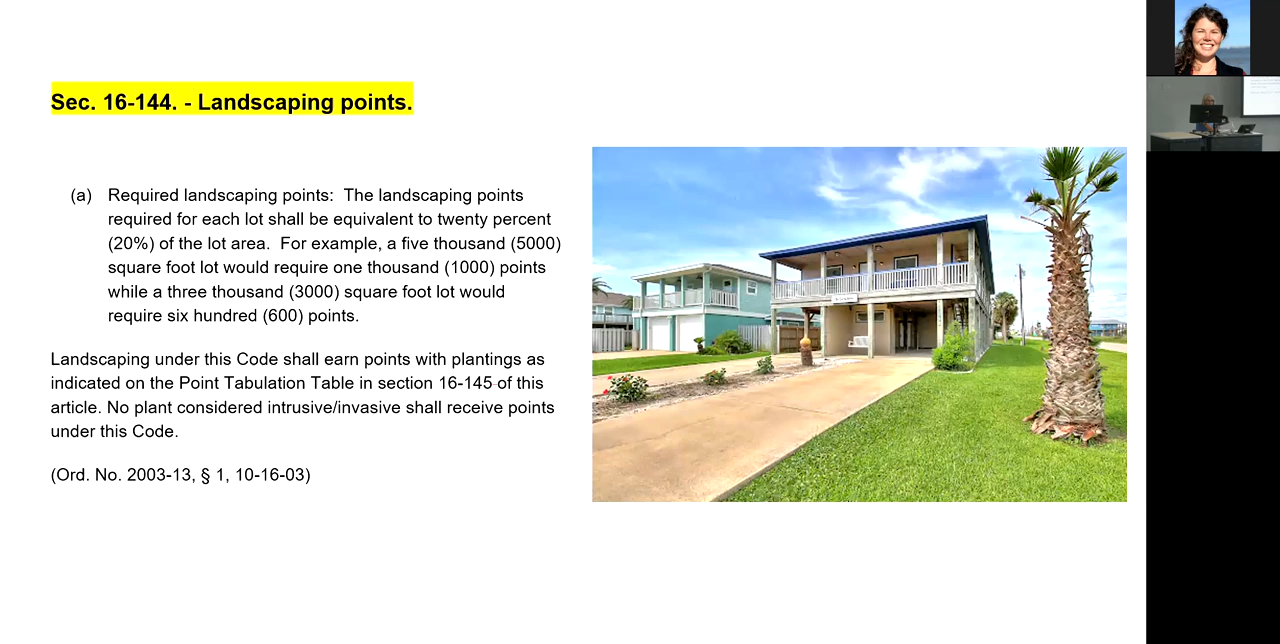 Sec. 16-144. - Landscaping points.
(a) Required landscaping points: The landscaping points
required for each lot shall be equivalent to twenty percent
(20%) of the lot area. For example, a five thousand (5000)
square foot lot would require one thousand (1000) points
while a three thousand (3000) square foot lot would
require six hundred (600) points.
Landscaping under this Code shall earn points with plantings as
indicated on the Point Tabulation Table in section 16-145 of this
article. No plant considered intrusive/invasive shall receive points
under this Code.
(Ord. No. 2003-13, § 1, 10-16-03)